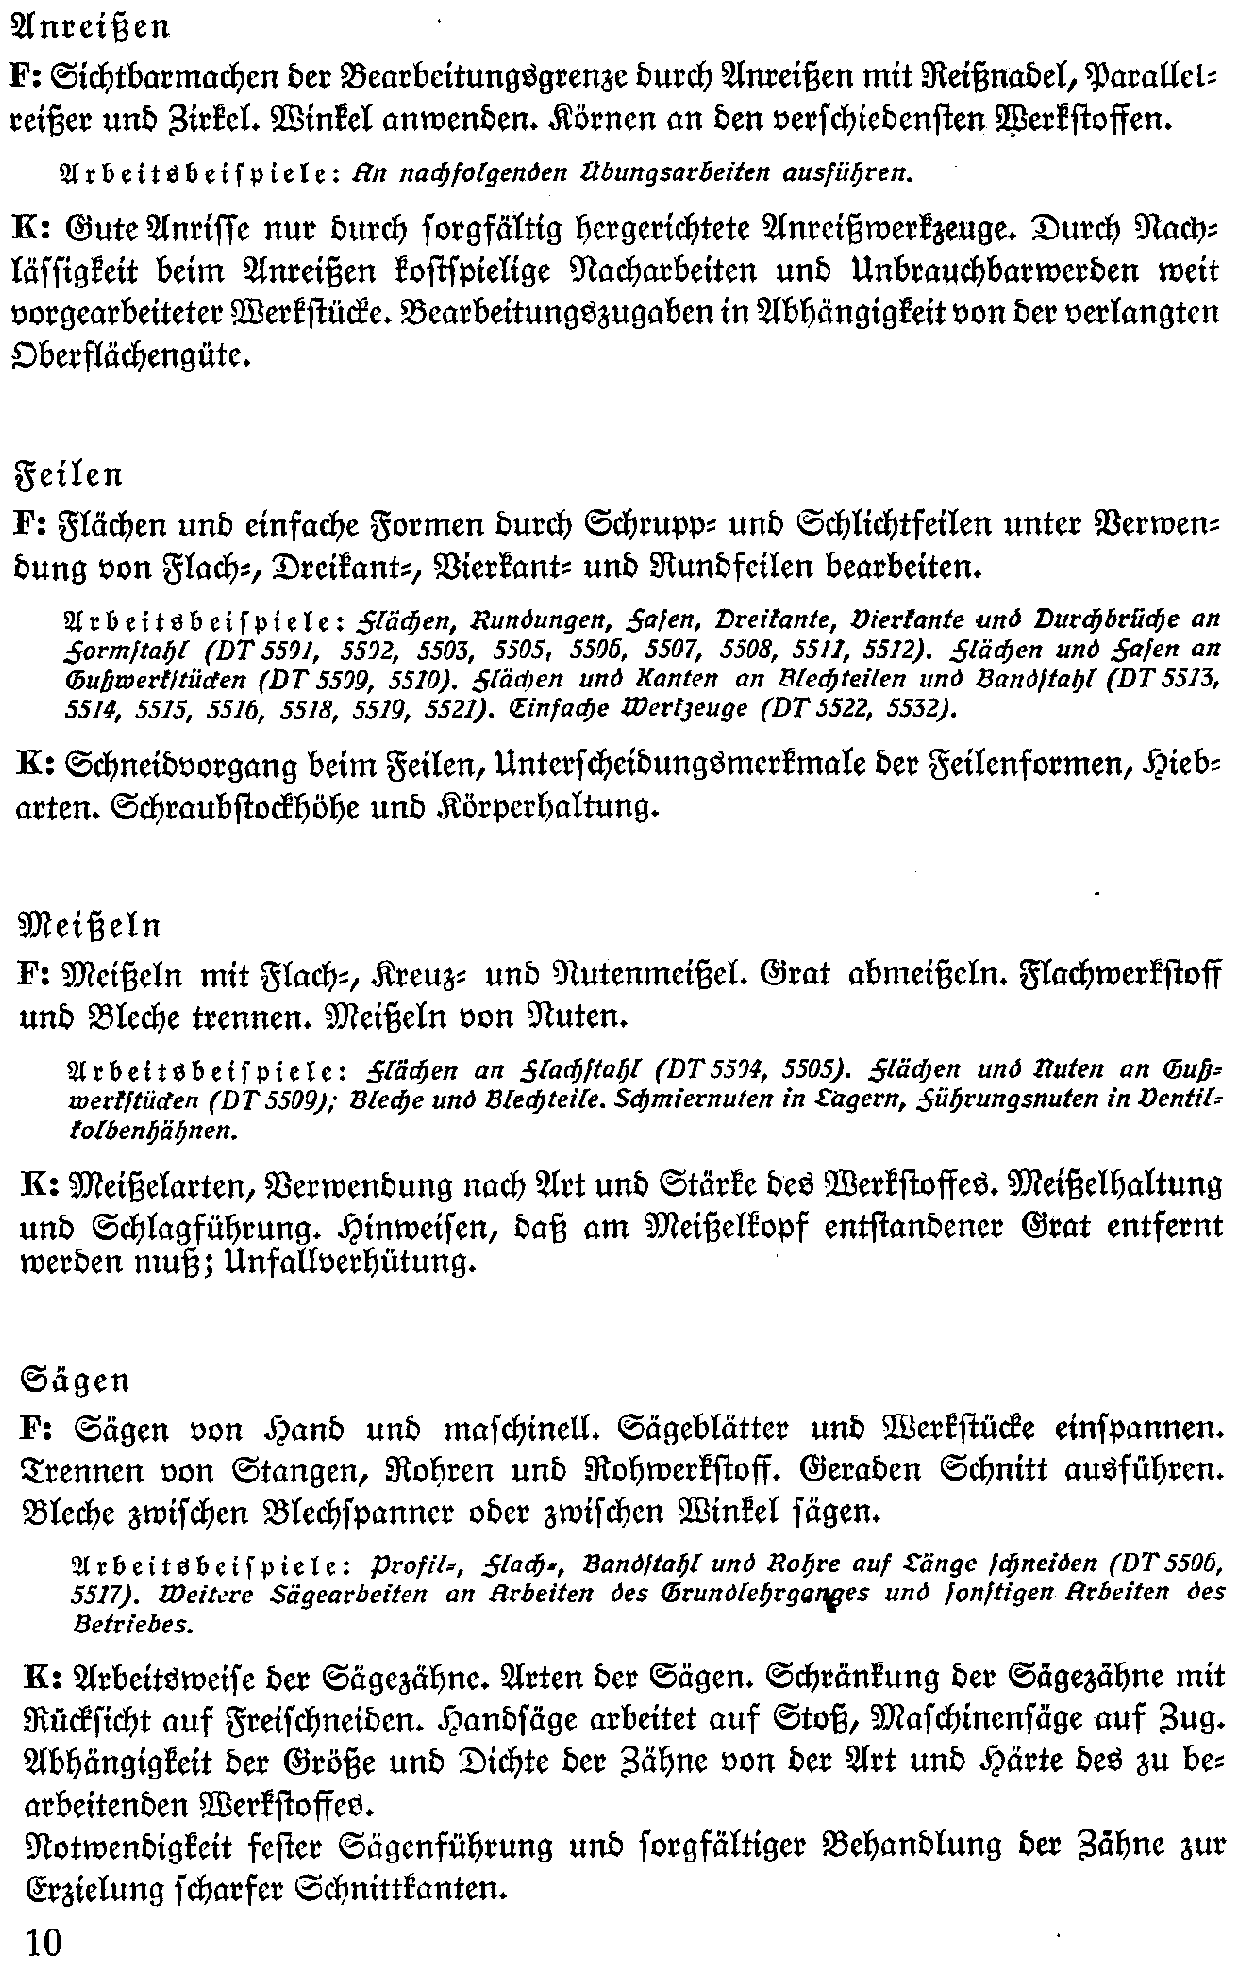 Anreißen
F: Sichtbarmachen der Bearbeitungsgrenze durch Anreißen mit Reißnadel, Parallel-
reißer und Zirkel. Winkel anwenden. Körnen an den verschiedensten Werkstoffen.
Arbeitsbeispiele: An nachfolgenden Übungsarbeiten ausführen.
K: Gute Anrisse nur durch sorgfältig hergerichtete Anreißwerkzeuge. Durch Nach-
lässigkeit beim Anreißen kostspielige Nacharbeiten und Unbrauchbarwerden weit
vorgearbeiteter Werkstücke. Bearbeitungszugaben in Abhängigkeit von der verlangten
Oberflächengüte.
Feilen
F: Flächen und einfache Formen durch Schrupp- und Schlichtfeilen unter Verwen-
dung von Flach-, Dreikant-, Vierkant- und Rundfeilen bearbeiten.
Arbeitsbeispiele: Flächen, Rundungen, Fasen, Dreikante, Vierkante und Durchbrüche an
Formstahl (DT 5501, 5502, 5503, 5505, 5506, 5507, 5508, 5511, 5512). Flächen und Fasen an
Gußwerkstücken (DT 5509, 5510). Flächen und Kanten an Blechteilen und Bandstahl (DT 5513,
5514, 5515, 5516, 5518, 5519, 5521). Einfache Werkzeuge (DT 5522, 5532).
K: Schneidvorgang beim Feilen, Unterscheidungsmerkmale der Feilenformen, Hieb-
arten. Schraubstockhöhe und Körperhaltung.
Meißeln
F: Meißeln mit Flach-, Kreuz- und Nutenmeißel. Grat abmeißeln. Flachwerkstoff
und Bleche trennen. Meißeln von Nuten.
Arbeitsbeispiele: Flächen an Flachstahl (DT 5504, 5505). Flächen und Nuten an Guß-
werkstücken (DT 5509); Bleche und Blechteile. Schmiernuten in Lagern, Führungsnuten in Ventil-
kolbenhähnen.
K: Meißelarten, Verwendung nach Art und Stärke des Werkstoffes. Meißelhaltung
und Schlagführung. Hinweisen, daß am Meißelkopf entstandener Grat entfernt
werden muß; Unfallverhütung.
Sägen
F: Sägen von Hand und maschinell. Sägeblätter und Werkstücke einspannen.
Trennen von Stangen, Rohren und Rohwerkstoff. Geraden Schnitt ausführen.
Bleche zwischen Blechspanner oder zwischen Winkel sägen.
Arbeitsbeispiele: Profil-, Flach-, Bandstahl und Rohre auf Länge schneiden (DT 5506,
5517). Weitere Sägearbeiten an Arbeiten des Grundlehrganges und sonstigen Arbeiten des
Betriebes.
K: Arbeitsweise der Sägezähne. Arten der Sägen. Schränkung der Sägezähne mit
Rücksicht auf Freischneiden. Handsäge arbeitet auf Stoß, Maschinensäge auf Zug.
Abhängigkeit der Größe und Dichte der Zähne von der Art und Härte des zu be-
arbeitenden Werkstoffes.
Notwendigkeit fester Sägenführung und sorgfältiger Behandlung der Zähne zur
Erzielung scharfer Schnittkanten.
10